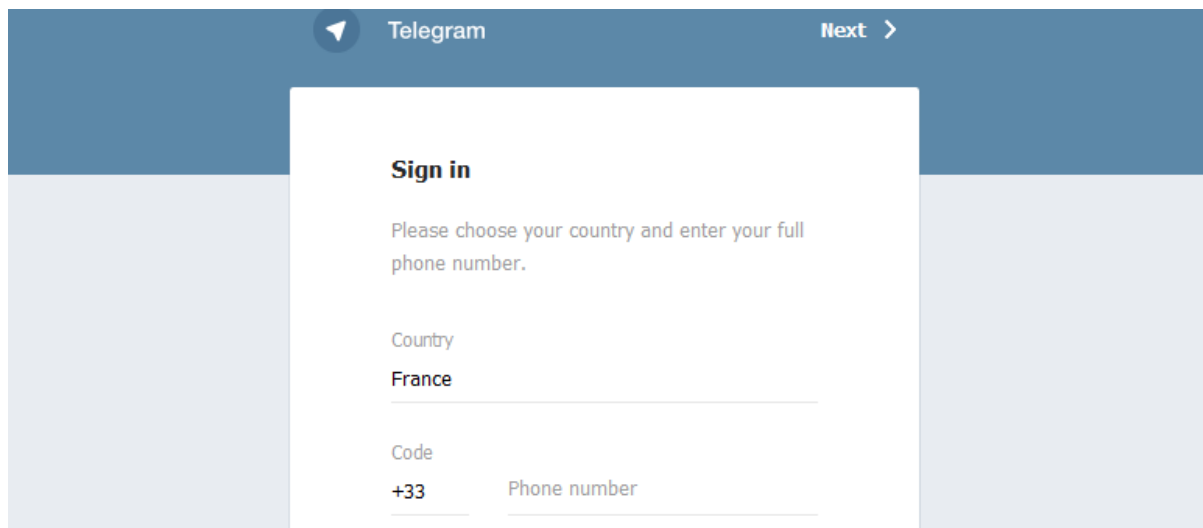 Telegram
Next
Sign in
Please choose your country and enter your full
phone number.
Country
France
Code
+33
Phone number